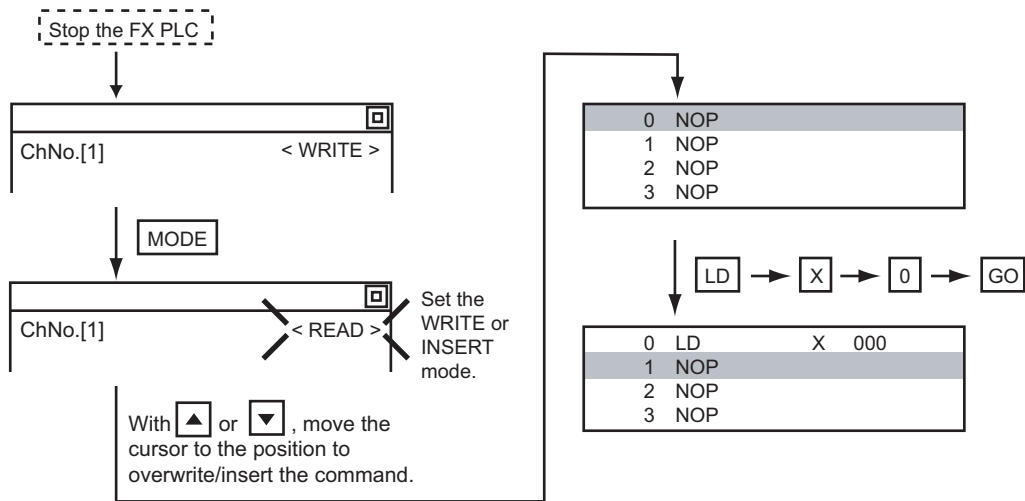 Stop the FX PLC
ChNo.[1] < WRITE >
MODE
ChNo.[1] < READ >
Set the
WRITE or
INSERT
mode.
With ▲ or ▼ , move the
cursor to the position to
overwrite/insert the command.
0 NOP
1 NOP
2 NOP
3 NOP
LD X 0 GO
0 LD X 000
1 NOP
2 NOP
3 NOP